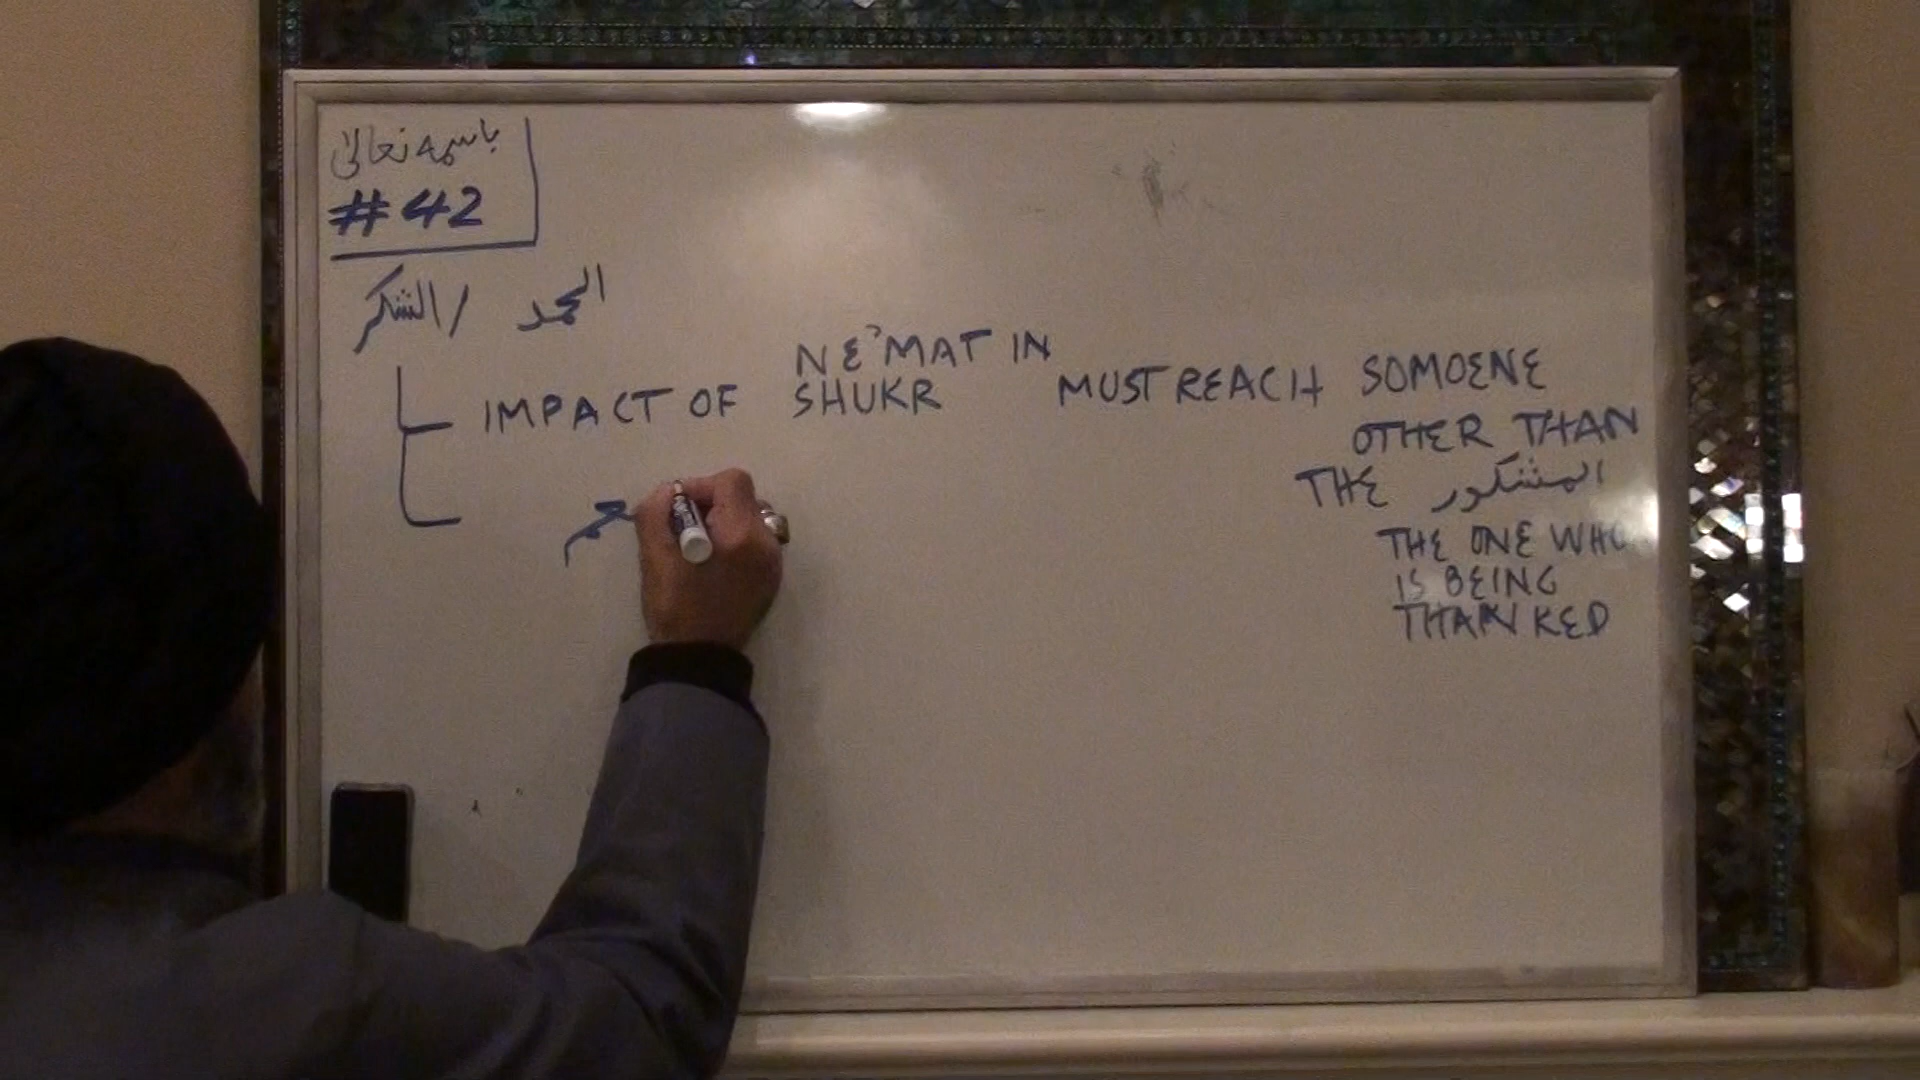 باسمه تعالیٰ
#42
الحمد / الشكر
NE'MAT IN
IMPACT OF SHUKR MUST REACH SOMOENE
OTHER THAN
THE المشكور
THE ONE WHO
IS BEING
THANKED